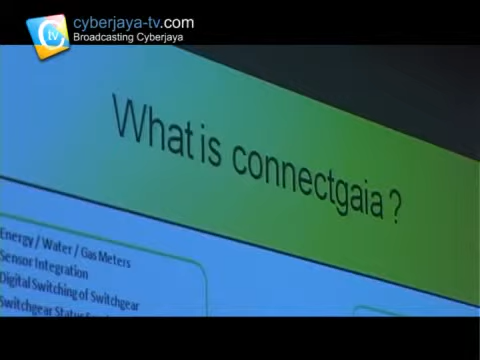 cyberjaya-tv.com
Broadcasting Cyberjaya
C
tv
What is connectgaia ?
Energy / Water / Gas Meters
Sensor Integration
Digital Switching of Switchgear
Switchgear Status